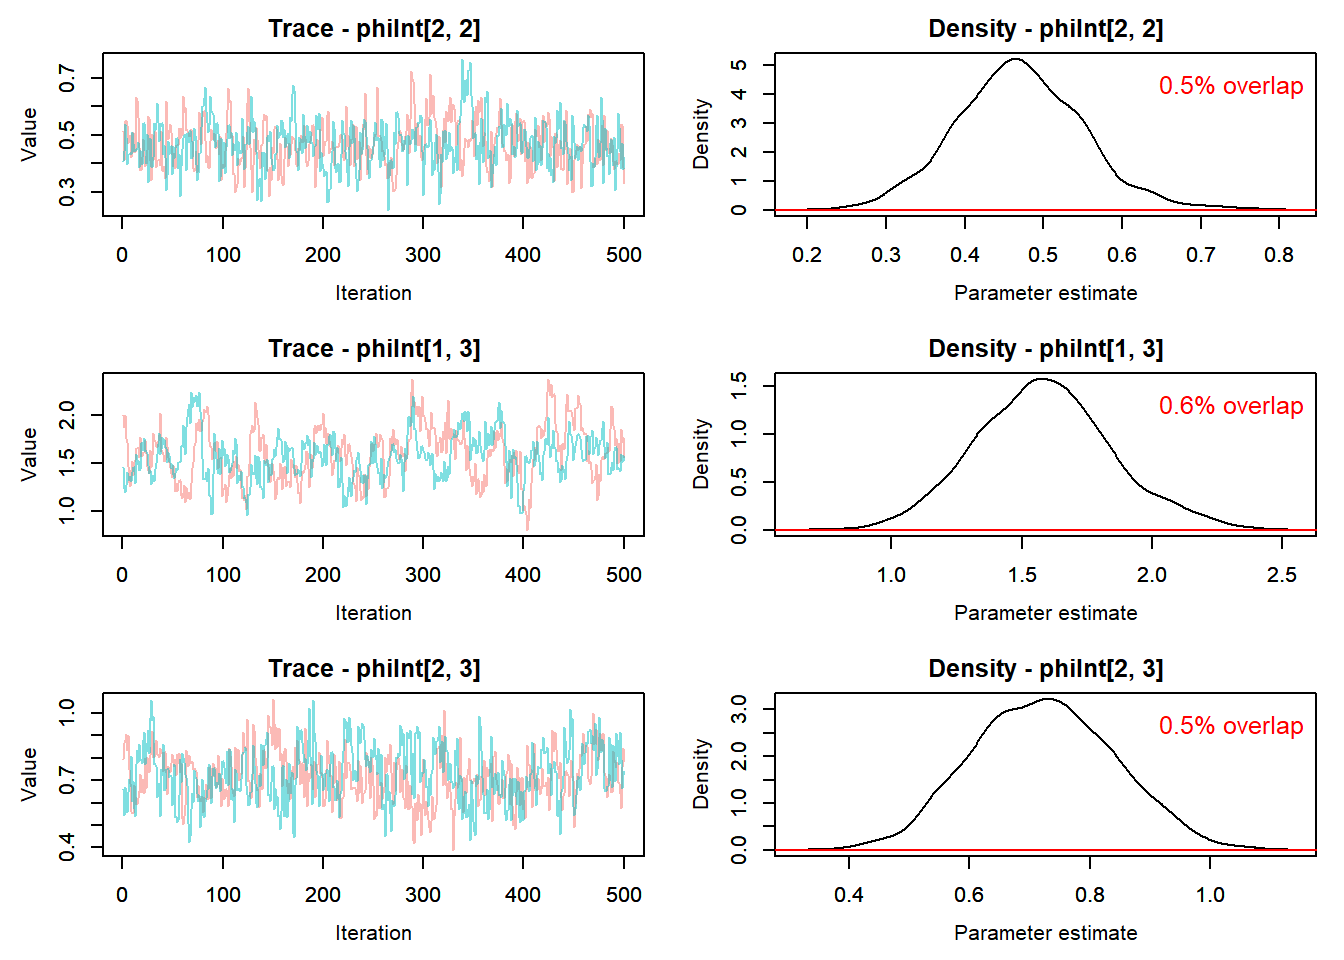 Trace - phiInt[2, 2]
Value
0.3 0.5 0.7
0 100 200 300 400 500
Iteration
Density - phiInt[2, 2]
0.5% overlap
Density
0 1 2 3 4 5
0.2 0.3 0.4 0.5 0.6 0.7 0.8
Parameter estimate
Trace - phiInt[1, 3]
Value
1.0 1.5 2.0
0 100 200 300 400 500
Iteration
Density - phiInt[1, 3]
0.6% overlap
Density
0.0 0.5 1.0 1.5
1.0 1.5 2.0 2.5
Parameter estimate
Trace - phiInt[2, 3]
Value
0.4 0.7 1.0
0 100 200 300 400 500
Iteration
Density - phiInt[2, 3]
0.5% overlap
Density
0.0 1.0 2.0 3.0
0.4 0.6 0.8 1.0
Parameter estimate